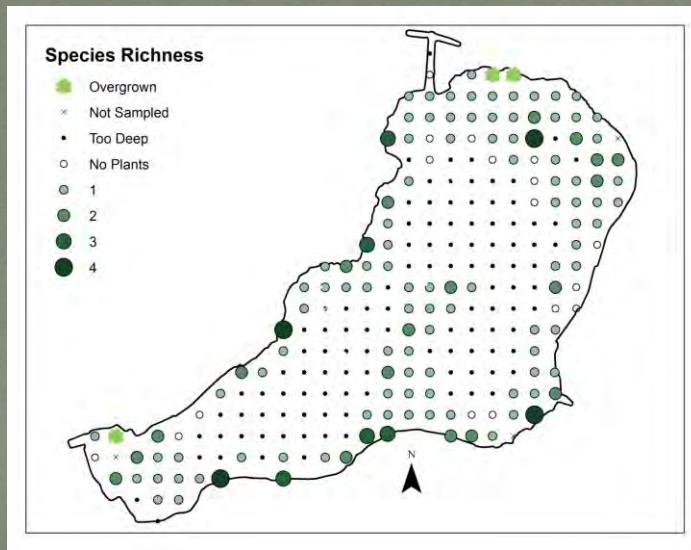 Species Richness
Overgrown
Not Sampled
Too Deep
No Plants
1
2
3
4
N